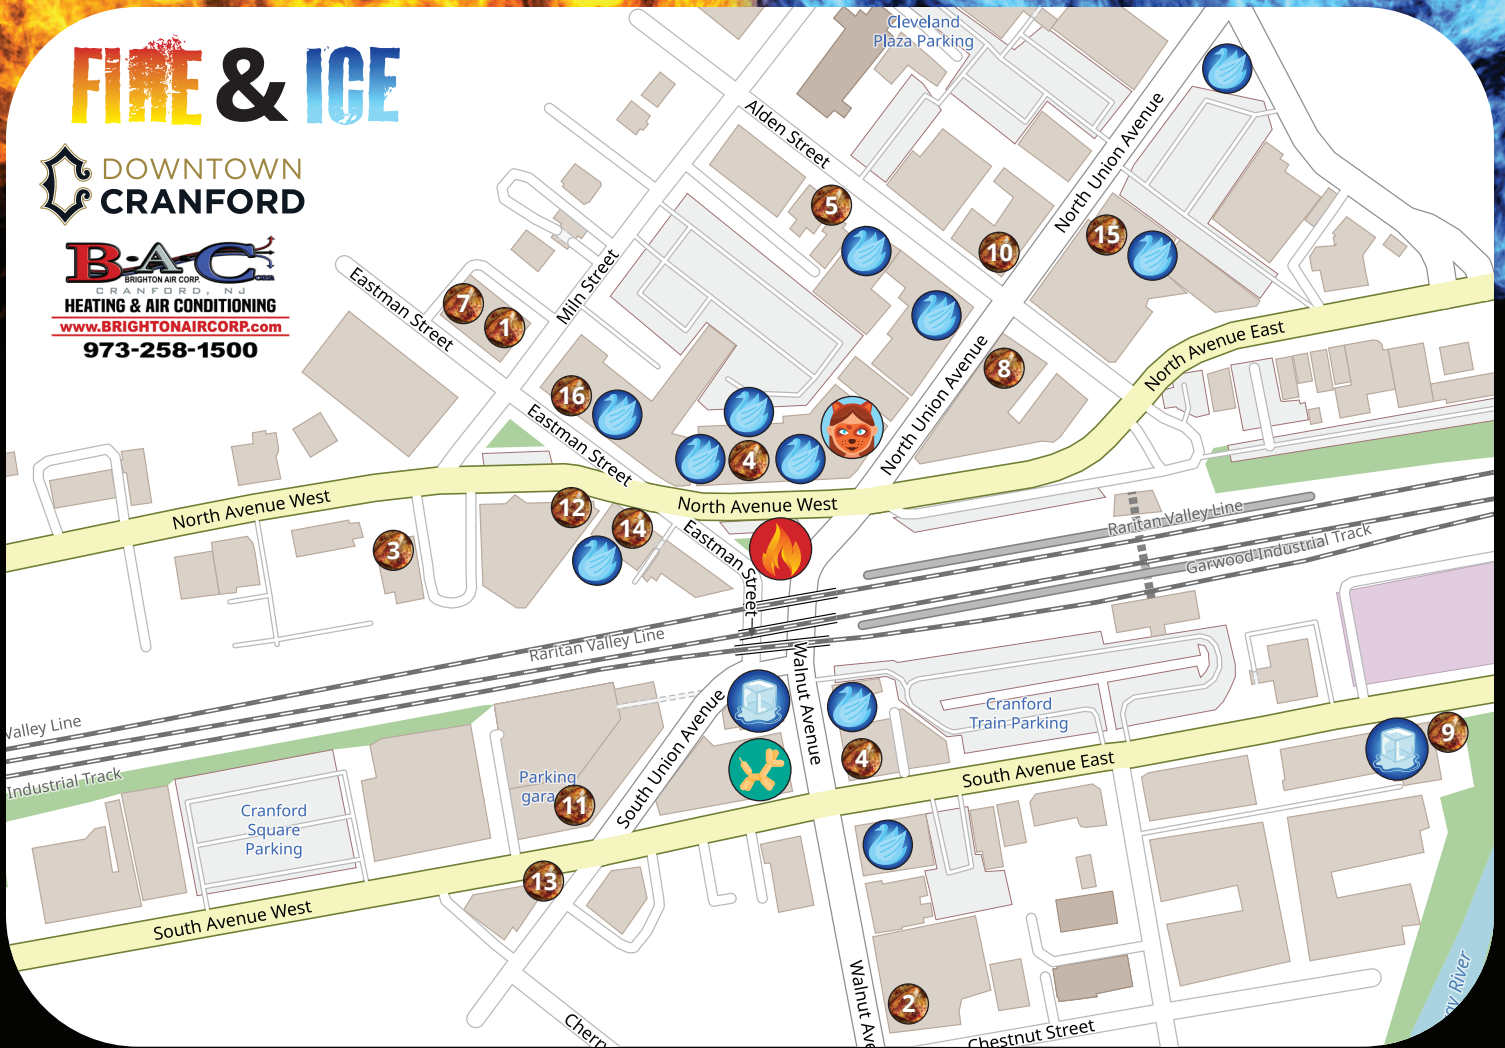 FIRE & ICE
DOWNTOWN
CRANFORD
B·A·C CORP.
BRIGHTON AIR CORP.
CRANFORD, NJ
HEATING & AIR CONDITIONING
www.BRIGHTONAIRCORP.com
973-258-1500
Cleveland
Plaza Parking
Alden Street
North Union Avenue
5
10
15
Miln Street
Eastman Street
7
1
North Avenue East
8
16
Eastman Street
North Union Avenue
4
North Avenue West
North Avenue West
12
14
3
Eastman Street
Raritan Valley Line
Garwood Industrial Track
Raritan Valley Line
Walnut Avenue
Valley Line
Industrial Track
South Union Avenue
Cranford
Train Parking
9
4
South Avenue East
Parking
gara
11
Cranford
Square
Parking
13
South Avenue West
2
Walnut Ave
Cherr
Chestnut Street
ay River